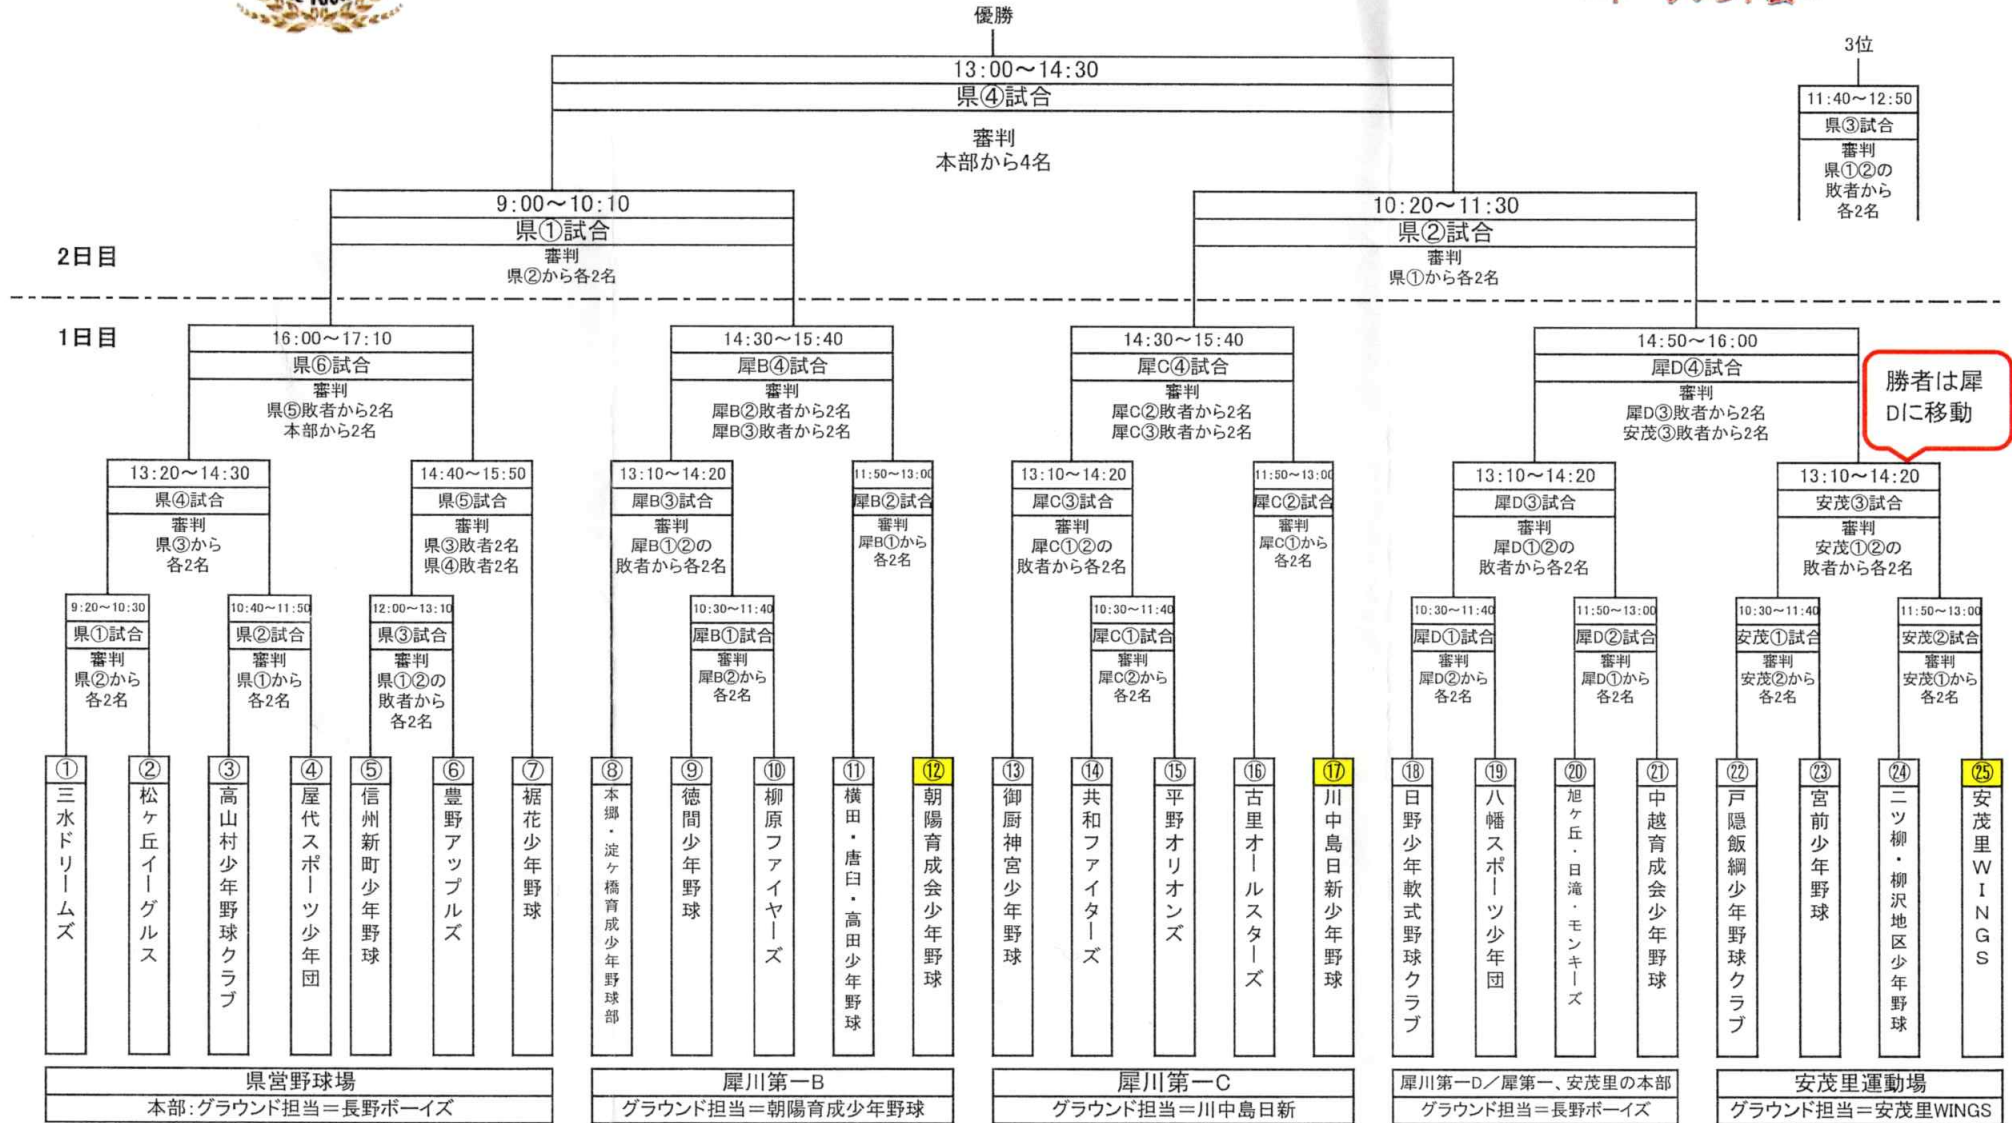 優勝
13:00～14:30
県④試合
審判
本部から4名
3位
11:40～12:50
県③試合
審判
県①②の
敗者から
各2名
9:00～10:10
県①試合
審判
県②から各2名
10:20～11:30
県②試合
審判
県①から各2名
2日目
1日目
16:00～17:10
県⑥試合
審判
県⑤敗者から2名
本部から2名
14:30～15:40
犀B④試合
審判
犀B②敗者から2名
犀B③敗者から2名
14:30～15:40
犀C④試合
審判
犀C②敗者から2名
犀C③敗者から2名
14:50～16:00
犀D④試合
審判
犀D③敗者から2名
安茂③敗者から2名
勝者は犀
Dに移動
13:20～14:30
県④試合
審判
県③から
各2名
14:40～15:50
県⑤試合
審判
県③敗者2名
県④敗者2名
13:10～14:20
犀B③試合
審判
犀B①②の
敗者から各2名
11:50～13:00
犀B②試合
審判
犀B①から
各2名
13:10～14:20
犀C③試合
審判
犀C①②の
敗者から各2名
11:50～13:00
犀C②試合
審判
犀C①から
各2名
13:10～14:20
犀D③試合
審判
犀D①②の
敗者から各2名
13:10～14:20
安茂③試合
審判
安茂①②の
敗者から各2名
9:20～10:30
県①試合
審判
県②から
各2名
10:40～11:50
県②試合
審判
県①から
各2名
12:00～13:10
県③試合
審判
県①②の
敗者から
各2名
10:30～11:40
犀B①試合
審判
犀B②から
各2名
10:30～11:40
犀C①試合
審判
犀C②から
各2名
10:30～11:40
犀D①試合
審判
犀D②から
各2名
11:50～13:00
犀D②試合
審判
犀D①から
各2名
10:30～11:40
安茂①試合
審判
安茂②から
各2名
11:50～13:00
安茂②試合
審判
安茂①から
各2名
①
三水ドリームズ
②
松ヶ丘イーグルス
③
高山村少年野球クラブ
④
屋代スポーツ少年団
⑤
信州新町少年野球
⑥
豊野アップルズ
⑦
裾花少年野球
⑧
本郷・淀ヶ橋育成少年野球部
⑨
徳間少年野球
⑩
柳原ファイヤーズ
⑪
横田・唐臼・高田少年野球
⑫
朝陽育成会少年野球
⑬
御厨神宮少年野球
⑭
共和ファイターズ
⑮
平野オリオンズ
⑯
古里オールスターズ
⑰
川中島日新少年野球
⑱
日野少年軟式野球クラブ
⑲
八幡スポーツ少年団
⑳
旭ヶ丘・日滝・モンキーズ
㉑
中越育成会少年野球
㉒
戸隠飯綱少年野球クラブ
㉓
宮前少年野球
㉔
二ツ柳・柳沢地区少年野球
㉕
安茂里WINGS
県営野球場
本部:グラウンド担当＝長野ボーイズ
犀川第一B
グラウンド担当＝朝陽育成少年野球
犀川第一C
グラウンド担当＝川中島日新
犀川第一D／犀第一、安茂里の本部
グラウンド担当＝長野ボーイズ
安茂里運動場
グラウンド担当＝安茂里WINGS